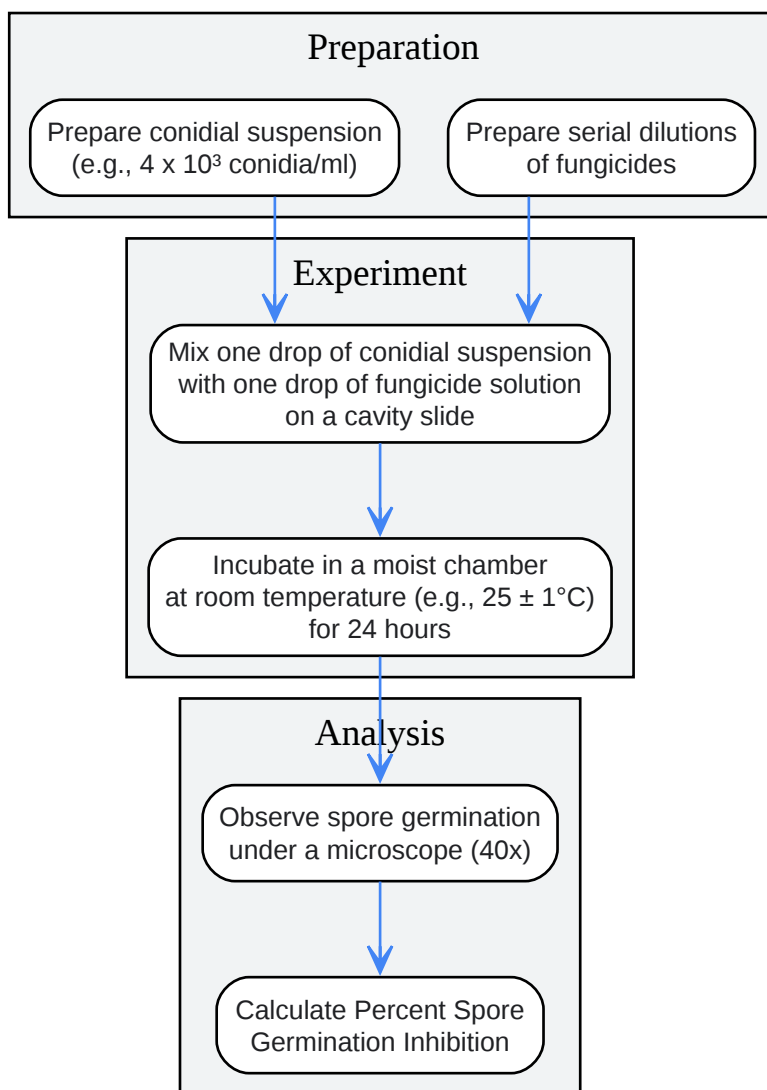 Preparation
Prepare conidial suspension
(e.g., 4 x 10³ conidia/ml)
Prepare serial dilutions
of fungicides
Experiment
Mix one drop of conidial suspension
with one drop of fungicide solution
on a cavity slide
Incubate in a moist chamber
at room temperature (e.g., 25 ± 1°C)
for 24 hours
Analysis
Observe spore germination
under a microscope (40x)
Calculate Percent Spore
Germination Inhibition